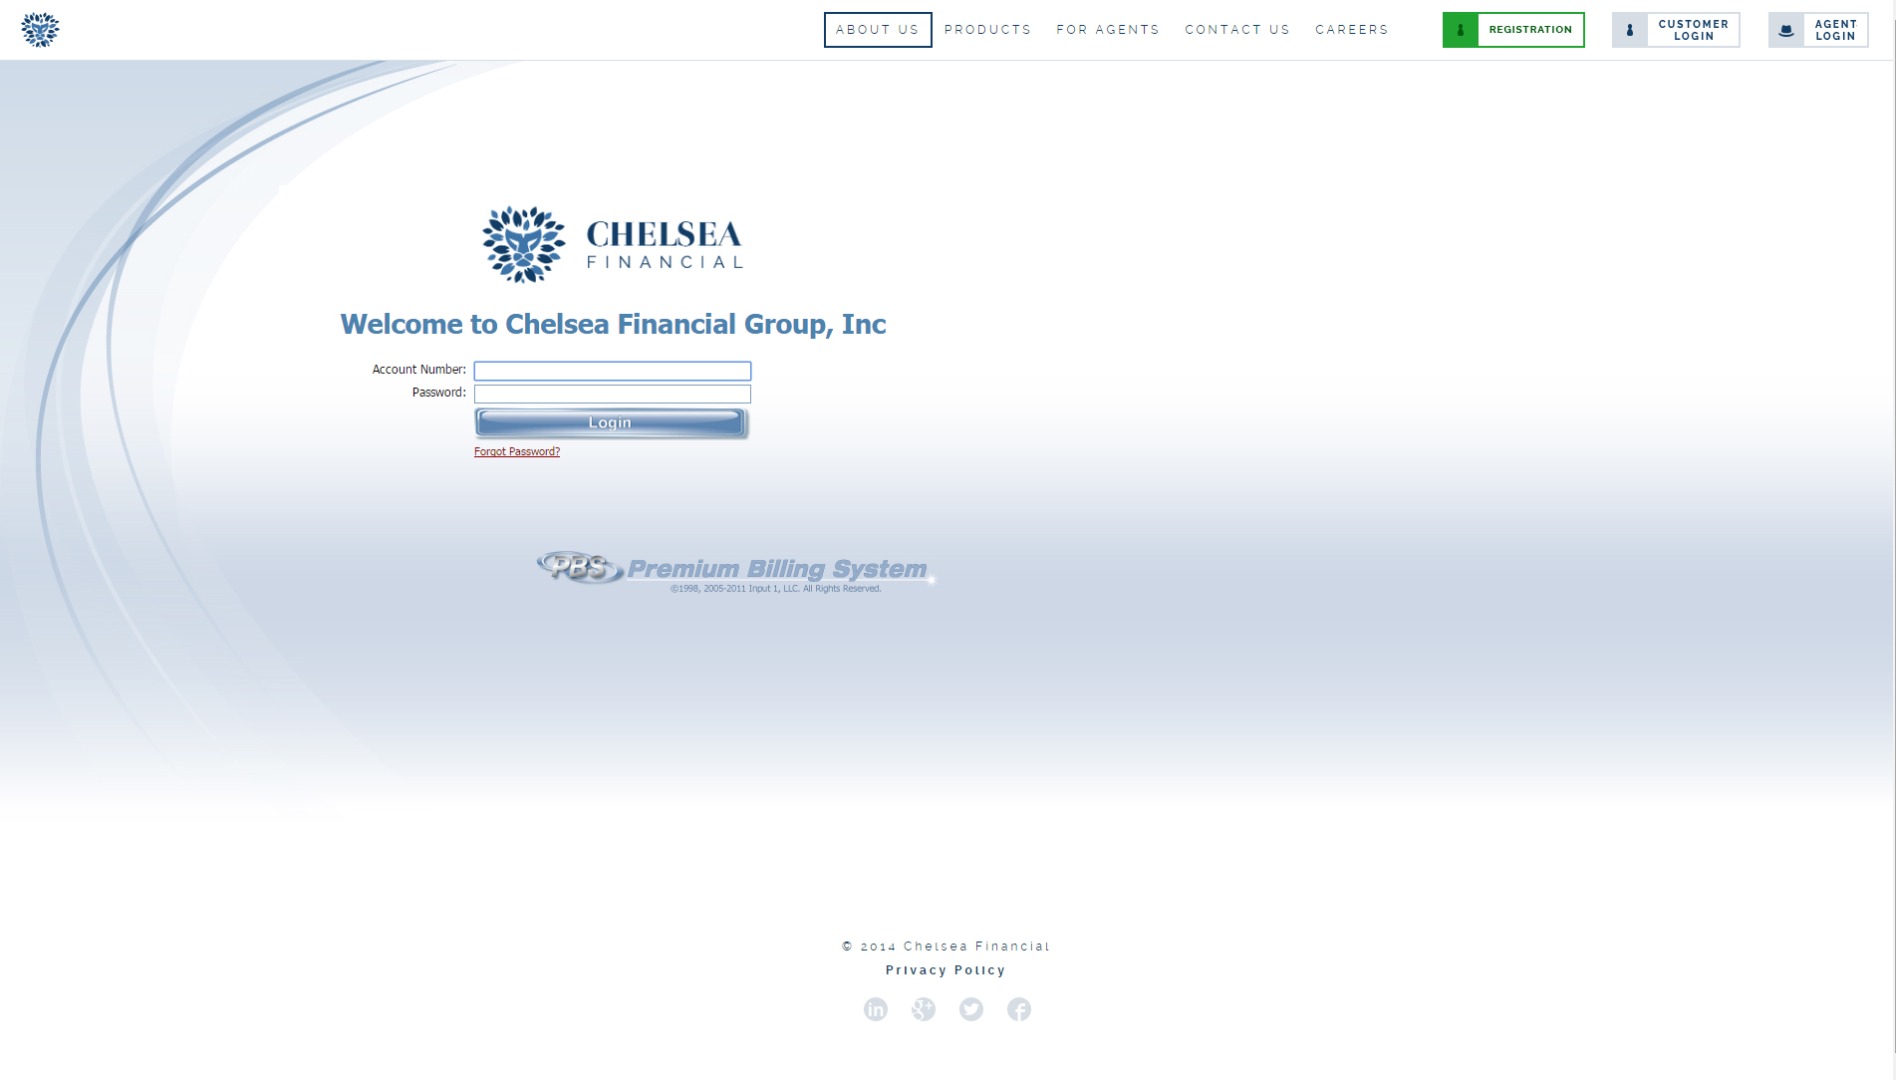 ABOUT US PRODUCTS FOR AGENTS CONTACT US CAREERS REGISTRATION
CUSTOMER LOGIN
AGENT LOGIN
CHELSEA
FINANCIAL
Welcome to Chelsea Financial Group, Inc
Account Number:
Password:
Login
Forgot Password?
PBS Premium Billing System
©1998, 2005-2011 Input 1, LLC. All Rights Reserved.
© 2014 Chelsea Financial
Privacy Policy
in g+ f